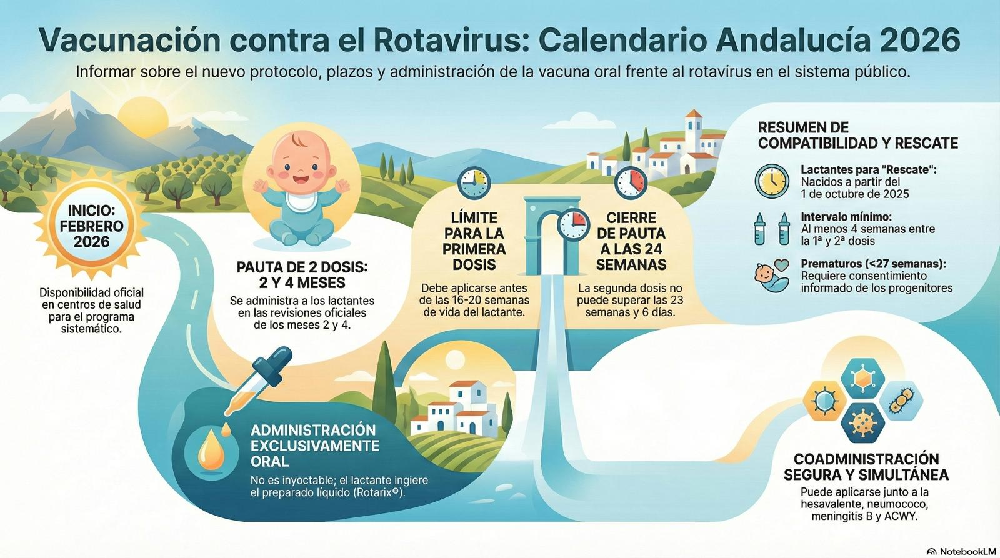 Vacunación contra el Rotavirus: Calendario Andalucía 2026
Informar sobre el nuevo protocolo, plazos y administración de la vacuna oral frente al rotavirus en el sistema público.
INICIO:
FEBRERO
2026
Disponibilidad oficial
en centros de salud
para el programa
sistemático.
PAUTA DE 2 DOSIS:
2 Y 4 MESES
Se administra a los lactantes
en las revisiones oficiales
de los meses 2 y 4.
LÍMITE
PARA LA
PRIMERA
DOSIS
Debe aplicarse antes
de las 16-20 semanas
de vida del lactante.
CIERRE
DE PAUTA
A LAS 24
SEMANAS
La segunda dosis no
puede superar las 23
semanas y 6 días.
RESUMEN DE
COMPATIBILIDAD Y RESCATE
Lactantes para "Rescate":
Nacidos a partir del
1 de octubre de 2025
Intervalo mínimo:
Al menos 4 semanas entre
la 1ª y 2ª dosis
Prematuros (<27 semanas):
Requiere consentimiento
informado de los progenitores
ADMINISTRACIÓN
EXCLUSIVAMENTE
ORAL
No es inyoctable; el lactante ingiere
el preparado líquido (Rotarix®).
COADMINISTRACIÓN
SEGURA Y SIMULTÁNEA
Puede aplicarse junto a la
hesavalente, neumococo,
meningitis B y ACWY.
NotebookLM